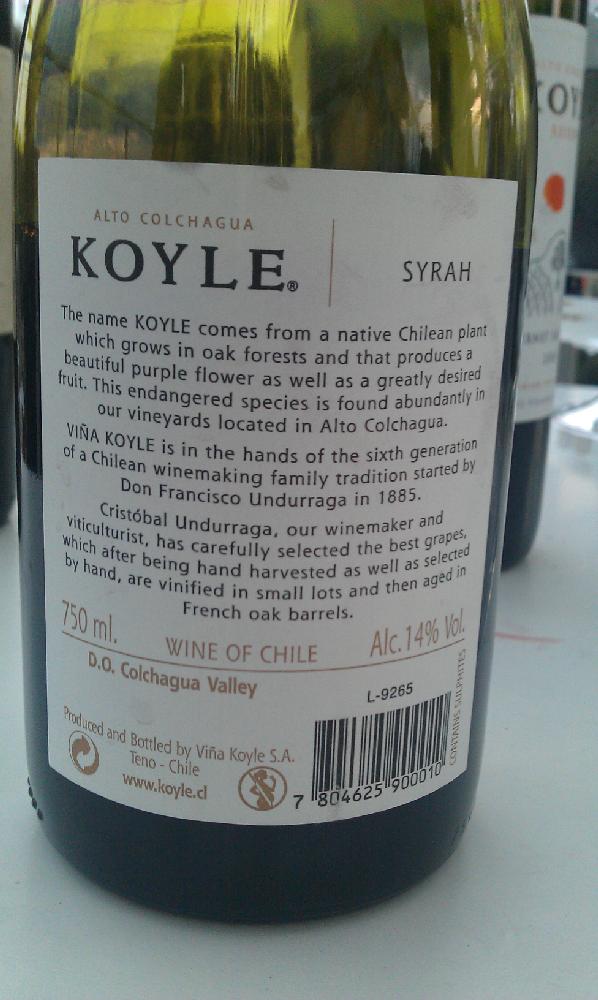 ALTO COLCHAGUA
KOYLE®
SYRAH
The name KOYLE comes from a native Chilean plant
which grows in oak forests and that produces a
beautiful purple flower as well as a greatly desired
fruit. This endangered species is found abundantly in
our vineyards located in Alto Colchagua.
VIÑA KOYLE is in the hands of the sixth generation
of a Chilean winemaking family tradition started by
Don Francisco Undurraga in 1885.
Cristóbal Undurraga, our winemaker and
viticulturist, has carefully selected the best grapes,
which after being hand harvested as well as selected
by hand, are vinified in small lots and then aged in
French oak barrels.
750 ml.
WINE OF CHILE
Alc.14% Vol.
D.O. Colchagua Valley
L-9265
CONTAINS SULPHITES
Produced and Bottled by Viña Koyle S.A.
Teno - Chile
www.koyle.cl
7 804625 900010